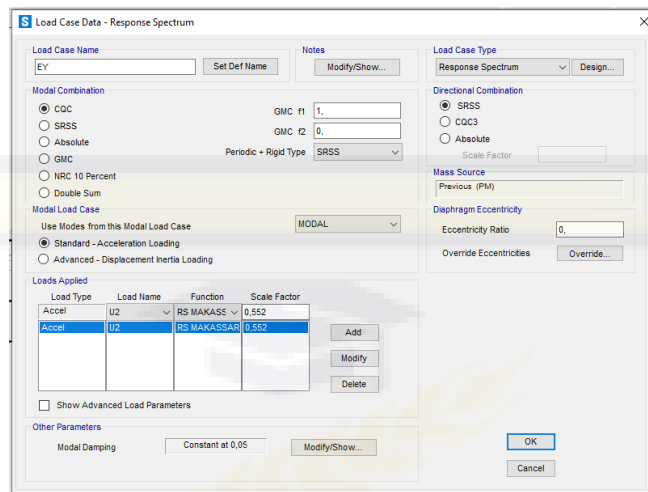 S Load Case Data - Response Spectrum
Load Case Name
EY
Set Def Name
Notes
Modify/Show...
Load Case Type
Response Spectrum
Design...
Modal Combination
CQC
SRSS
Absolute
GMC
NRC 10 Percent
Double Sum
GMC f1 1,
GMC f2 0,
Periodic + Rigid Type SRSS
Directional Combination
SRSS
CQC3
Absolute
Scale Factor
Mass Source
Previous (PM)
Modal Load Case
Use Modes from this Modal Load Case MODAL
Standard - Acceleration Loading
Advanced - Displacement Inertia Loading
Diaphragm Eccentricity
Eccentricity Ratio 0,
Override Eccentricities Override...
Loads Applied
Load Type Load Name Function Scale Factor
Accel U2 RS MAKASS 0,552
Accel U2 RS MAKASSAR 0,552
Add
Modify
Delete
Show Advanced Load Parameters
Other Parameters
Modal Damping Constant at 0,05 Modify/Show...
OK
Cancel